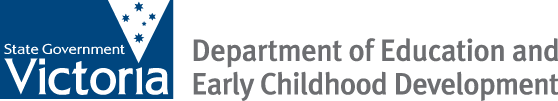 State Government
Victoria
Department of Education and
Early Childhood Development